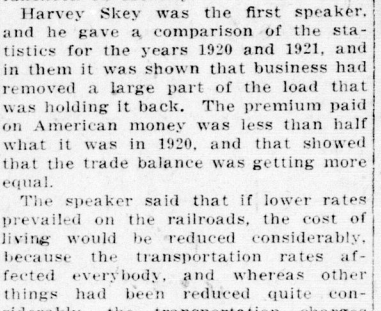 Harvey Skey was the first speaker,
and he gave a comparison of the sta-
tistics for the years 1920 and 1921, and
in them it was shown that business had
removed a large part of the load that
was holding it back. The premium paid
on American money was less than half
what it was in 1920, and that showed
that the trade balance was getting more
equal.
The speaker said that if lower rates
prevailed on the railroads, the cost of
living would be reduced considerably,
because the transportation rates af-
fected everybody, and whereas other
things had been reduced quite con-
siderably, the transportation charges